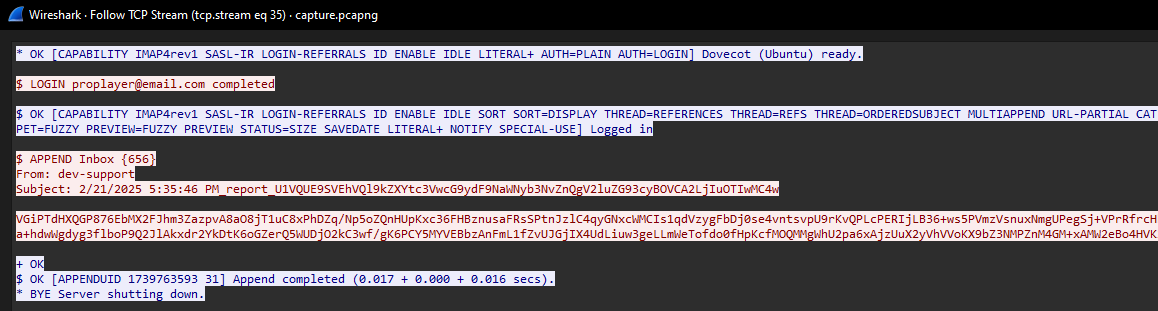 Wireshark · Follow TCP Stream (tcp.stream eq 35) · capture.pcapng
* OK [CAPABILITY IMAP4rev1 SASL-IR LOGIN-REFERRALS ID ENABLE IDLE LITERAL+ AUTH=PLAIN AUTH=LOGIN] Dovecot (Ubuntu) ready.
$ LOGIN proplayer@email.com completed
$ OK [CAPABILITY IMAP4rev1 SASL-IR LOGIN-REFERRALS ID ENABLE IDLE SORT SORT=DISPLAY THREAD=REFERENCES THREAD=REFS THREAD=ORDEREDSUBJECT MULTIAPPEND URL-PARTIAL CAT
PET=FUZZY PREVIEW=FUZZY PREVIEW STATUS=SIZE SAVEDATE LITERAL+ NOTIFY SPECIAL-USE] Logged in
$ APPEND Inbox {656}
From: dev-support
Subject: 2/21/2025 5:35:46 PM_report_U1VQUE9SVEhVQl9kZXYtc3VwcG9ydF9NaWNyb3NvZnQgV2luZG93cyBOVCA2LjIuOTIwMC4w
VGiPTdHXQGP876EbMX2FJhm3ZazpvA8aO8jT1uC8xPhDZq/Np5oZQnHUpKxc36FHBznusaFRsSPtnJzlC4qyGNxcWMCIs1qdVzygFbDj0se4vntsvpU9rKvQPLcPERIjLB36+ws5PVmzVsnuxNmgUPegSj+VPrRfrcH
a+hdwWgdyg3flboP9Q2JlAkxdr2YkDtK6oGZerQ5WUDjO2kC3wf/gK6PCY5MYVEBbzAnFmL1fZvUJGjIX4UdLiuw3geLLmWeTofdo0fHpKcfMOQMMgWhU2pa6xAjzUuX2yVhVVoKX9bZ3NMPZnM4GM+xAMW2eBo4HVK
+ OK
$ OK [APPENDUID 1739763593 31] Append completed (0.017 + 0.000 + 0.016 secs).
* BYE Server shutting down.